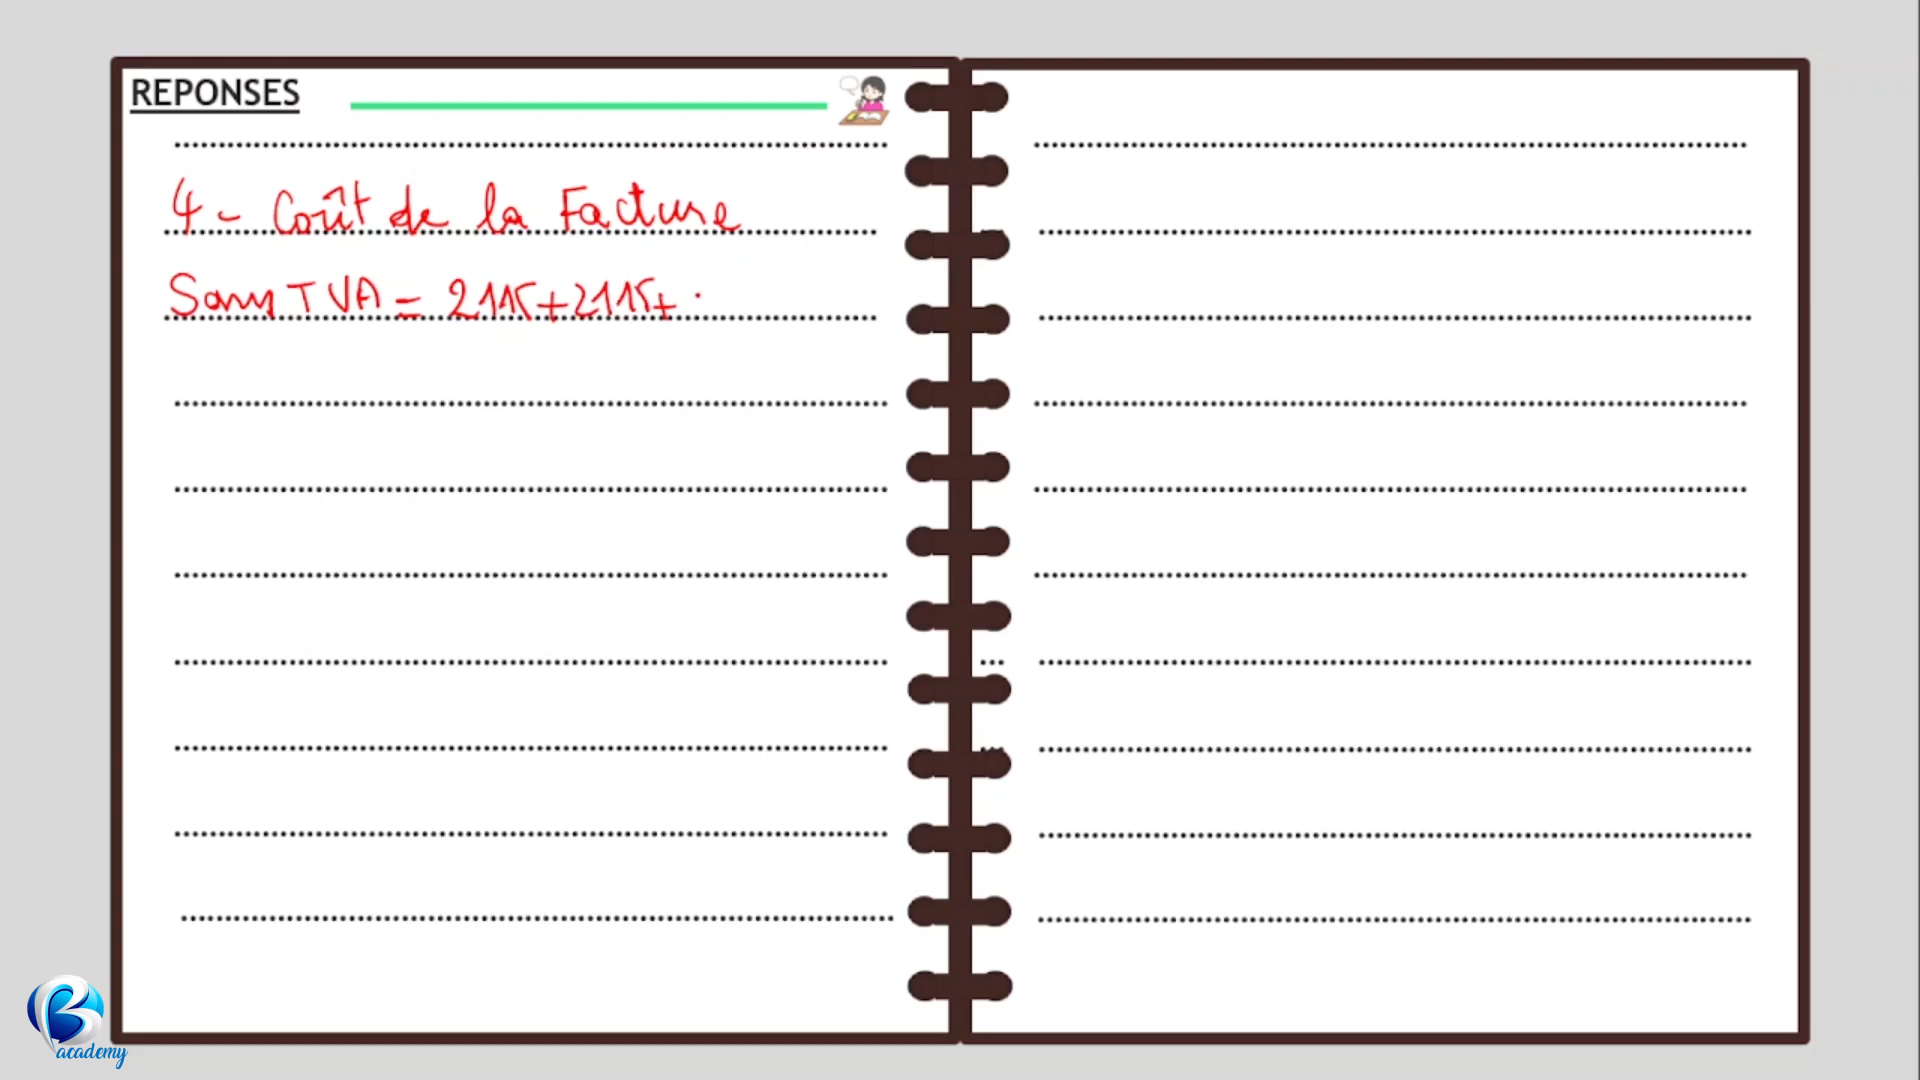 REPONSES
4- Coût de la Facture
Sans TVA = 2115+2115+
B academy